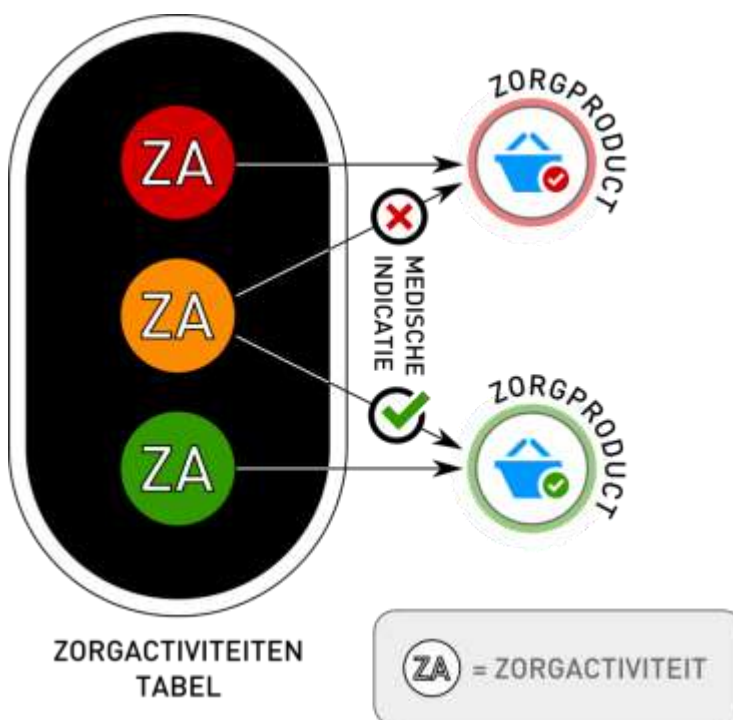 ZORGPRODUCT
ZA
ZA
ZA
MEDISCHE
INDICATIE
ZORGPRODUCT
ZORGACTIVITEITEN
TABEL
ZA = ZORGACTIVITEIT